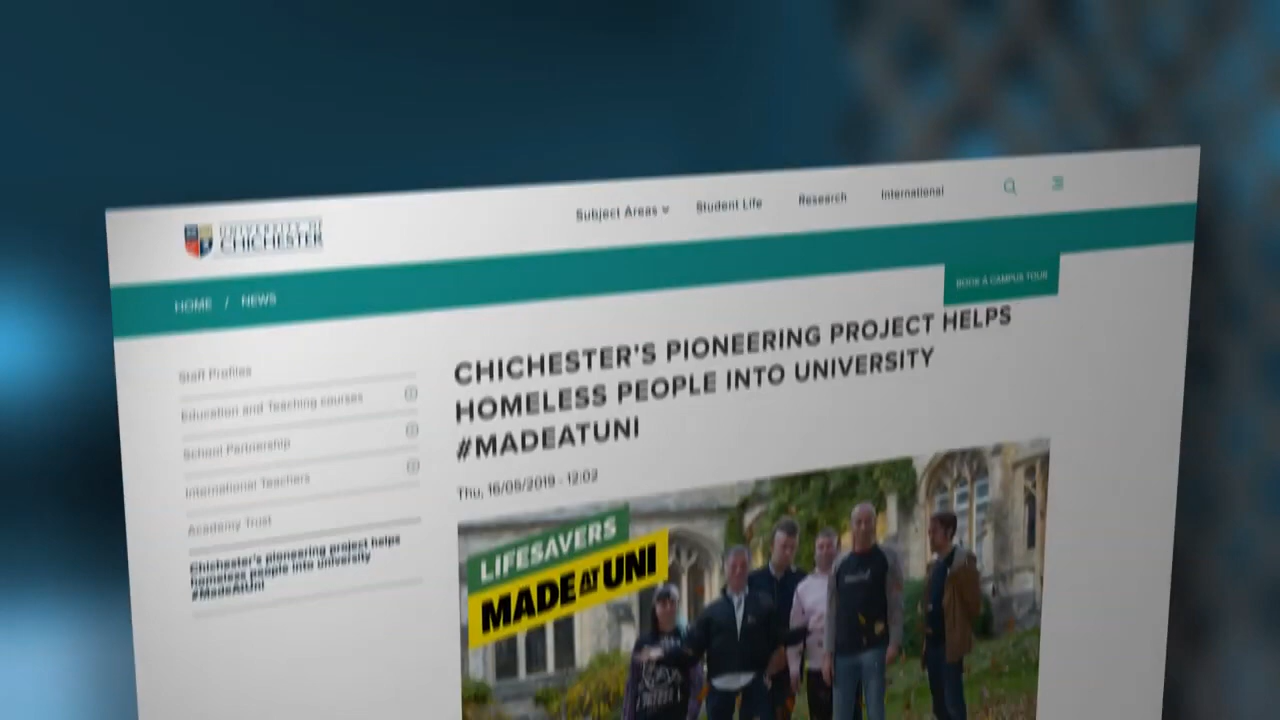 UNIVERSITY OF
CHICHESTER
Subject Areas
Student Life
Research
International
HOME / NEWS
BOOK A CAMPUS TOUR
Staff Profiles
Education and Teaching courses
School Partnership
International Teachers
Academy Trust
Chichester's pioneering project helps
homeless people into university
#MadeAtUni
CHICHESTER'S PIONEERING PROJECT HELPS
HOMELESS PEOPLE INTO UNIVERSITY
#MADEATUNI
Thu, 16/05/2019 - 12:02
LIFESAVERS
MADE AT UNI